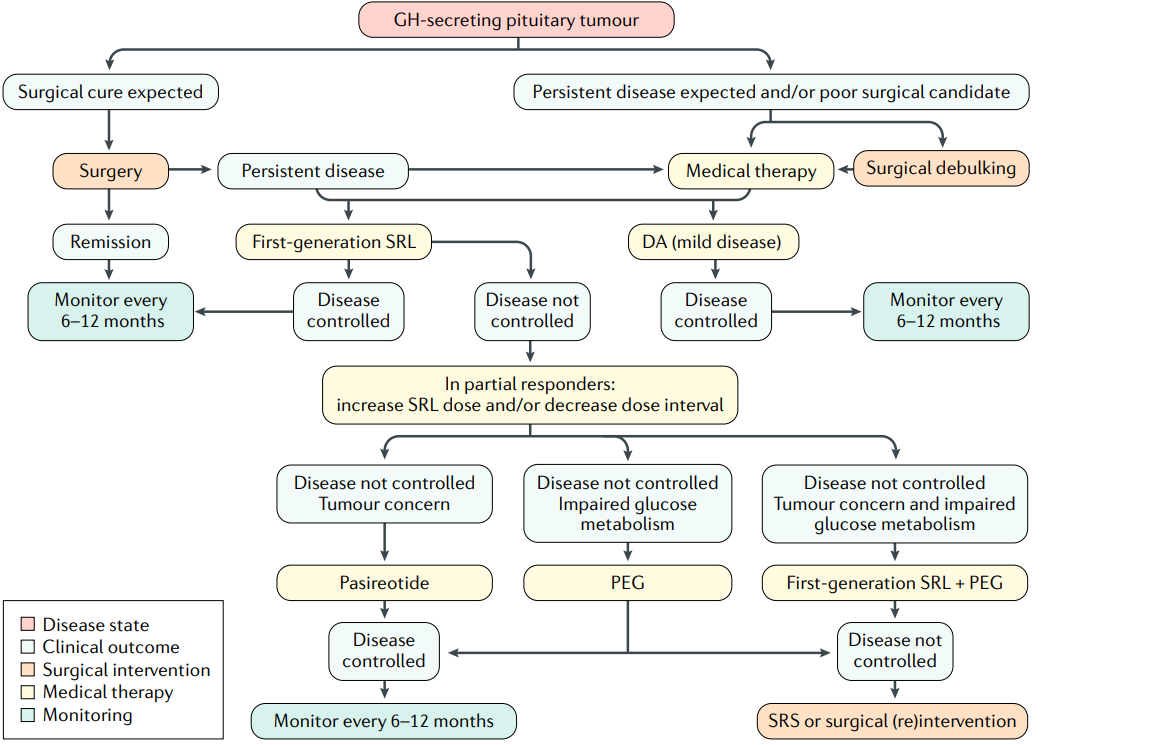 GH-secreting pituitary tumour
Surgical cure expected
Persistent disease expected and/or poor surgical candidate
Surgery
Persistent disease
Medical therapy
Surgical debulking
Remission
First-generation SRL
DA (mild disease)
Monitor every
6–12 months
Disease
controlled
Disease not
controlled
Disease
controlled
Monitor every
6–12 months
In partial responders:
increase SRL dose and/or decrease dose interval
Disease not controlled
Tumour concern
Disease not controlled
Impaired glucose
metabolism
Disease not controlled
Tumour concern and impaired
glucose metabolism
Pasireotide
PEG
First-generation SRL + PEG
Disease
controlled
Disease not
controlled
Monitor every 6–12 months
SRS or surgical (re)intervention
Disease state
Clinical outcome
Surgical intervention
Medical therapy
Monitoring